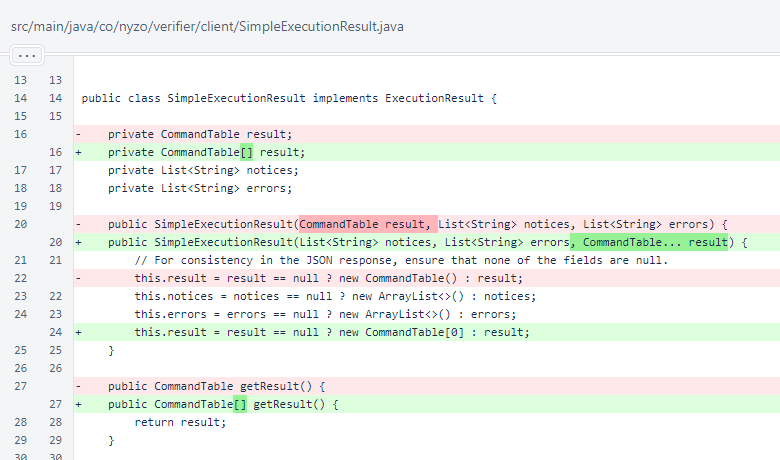 src/main/java/co/nyzo/verifier/client/SimpleExecutionResult.java
...
13 13
14 14 public class SimpleExecutionResult implements ExecutionResult {
15 15
16 - private CommandTable result;
16 + private CommandTable[] result;
17 17 private List<String> notices;
18 18 private List<String> errors;
19 19
20 - public SimpleExecutionResult(CommandTable result, List<String> notices, List<String> errors) {
20 + public SimpleExecutionResult(List<String> notices, List<String> errors, CommandTable... result) {
21 21 // For consistency in the JSON response, ensure that none of the fields are null.
22 - this.result = result == null ? new CommandTable() : result;
23 22 this.notices = notices == null ? new ArrayList<>() : notices;
24 23 this.errors = errors == null ? new ArrayList<>() : errors;
24 + this.result = result == null ? new CommandTable[0] : result;
25 25 }
26 26
27 - public CommandTable getResult() {
27 + public CommandTable[] getResult() {
28 28 return result;
29 29 }
30 30